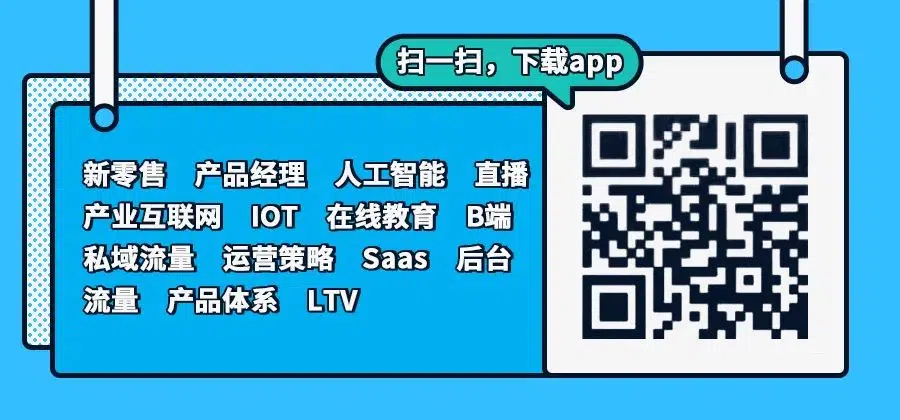 扫一扫，下载app
新零售 产品经理 人工智能 直播
产业互联网 IOT 在线教育 B端
私域流量 运营策略 Saas 后台
流量 产品体系 LTV